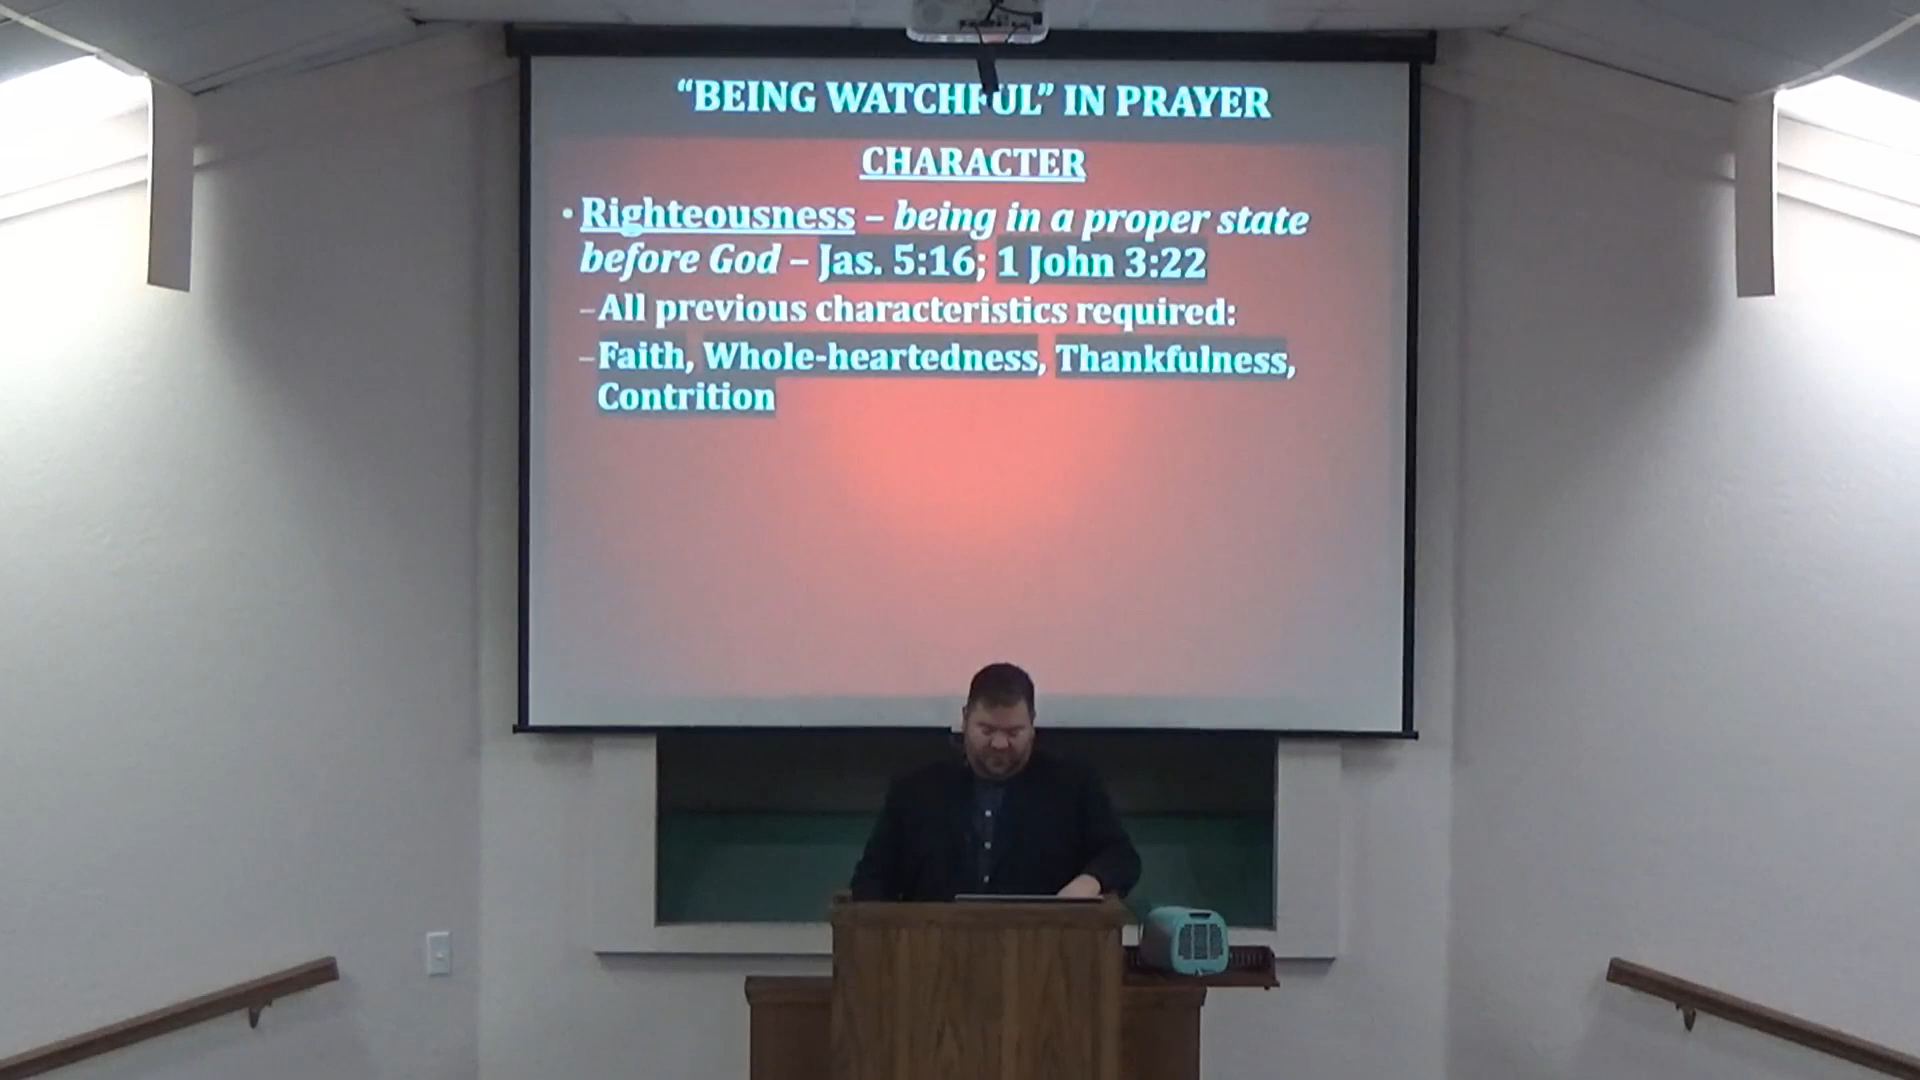 “BEING WATCHFUL” IN PRAYER
CHARACTER
• Righteousness – being in a proper state
before God – Jas. 5:16; 1 John 3:22
–All previous characteristics required:
–Faith, Whole-heartedness, Thankfulness,
Contrition